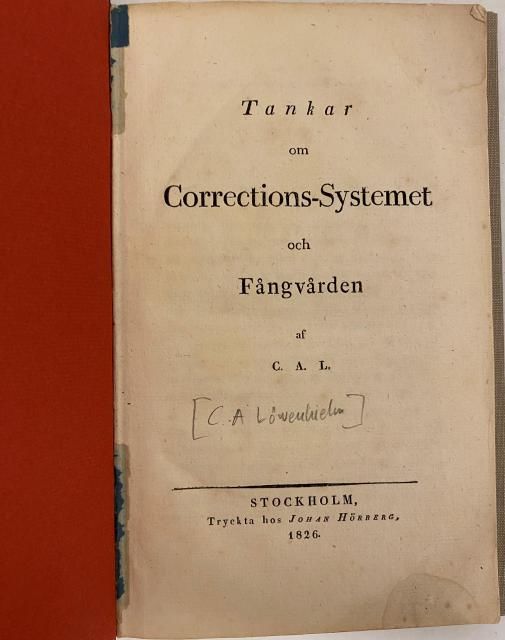 Tankar
om
Corrections-Systemet
och
Fångvården
af
C. A. L.
[C. A Löwenhielm]
STOCKHOLM,
Tryckta hos JOHAN HÖRBERG,
1826.